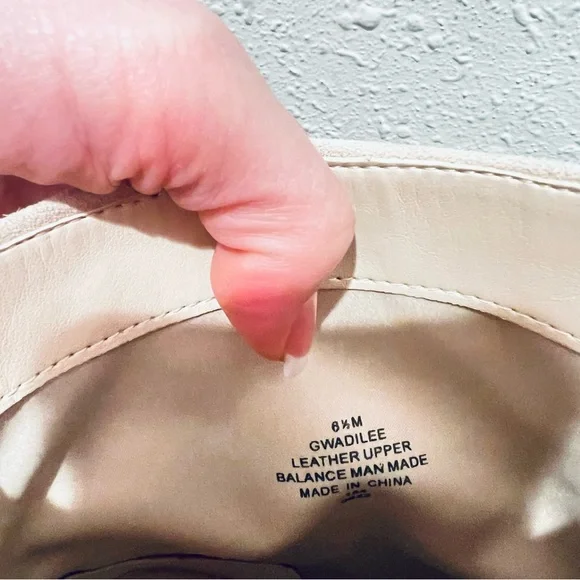 6½M
GWADILEE
LEATHER UPPER
BALANCE MAN MADE
MADE IN CHINA